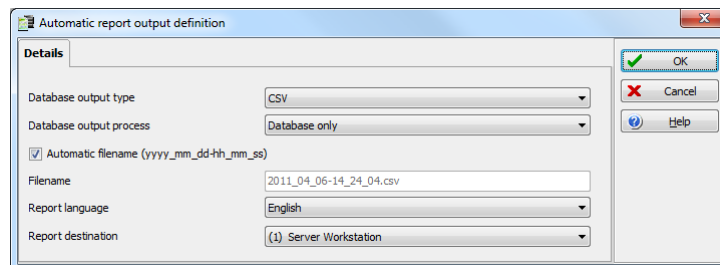 Automatic report output definition
Details
OK
Database output type CSV
Cancel
Database output process Database only
Help
Automatic filename (yyyy_mm_dd-hh_mm_ss)
Filename 2011_04_06-14_24_04.csv
Report language English
Report destination (1) Server Workstation